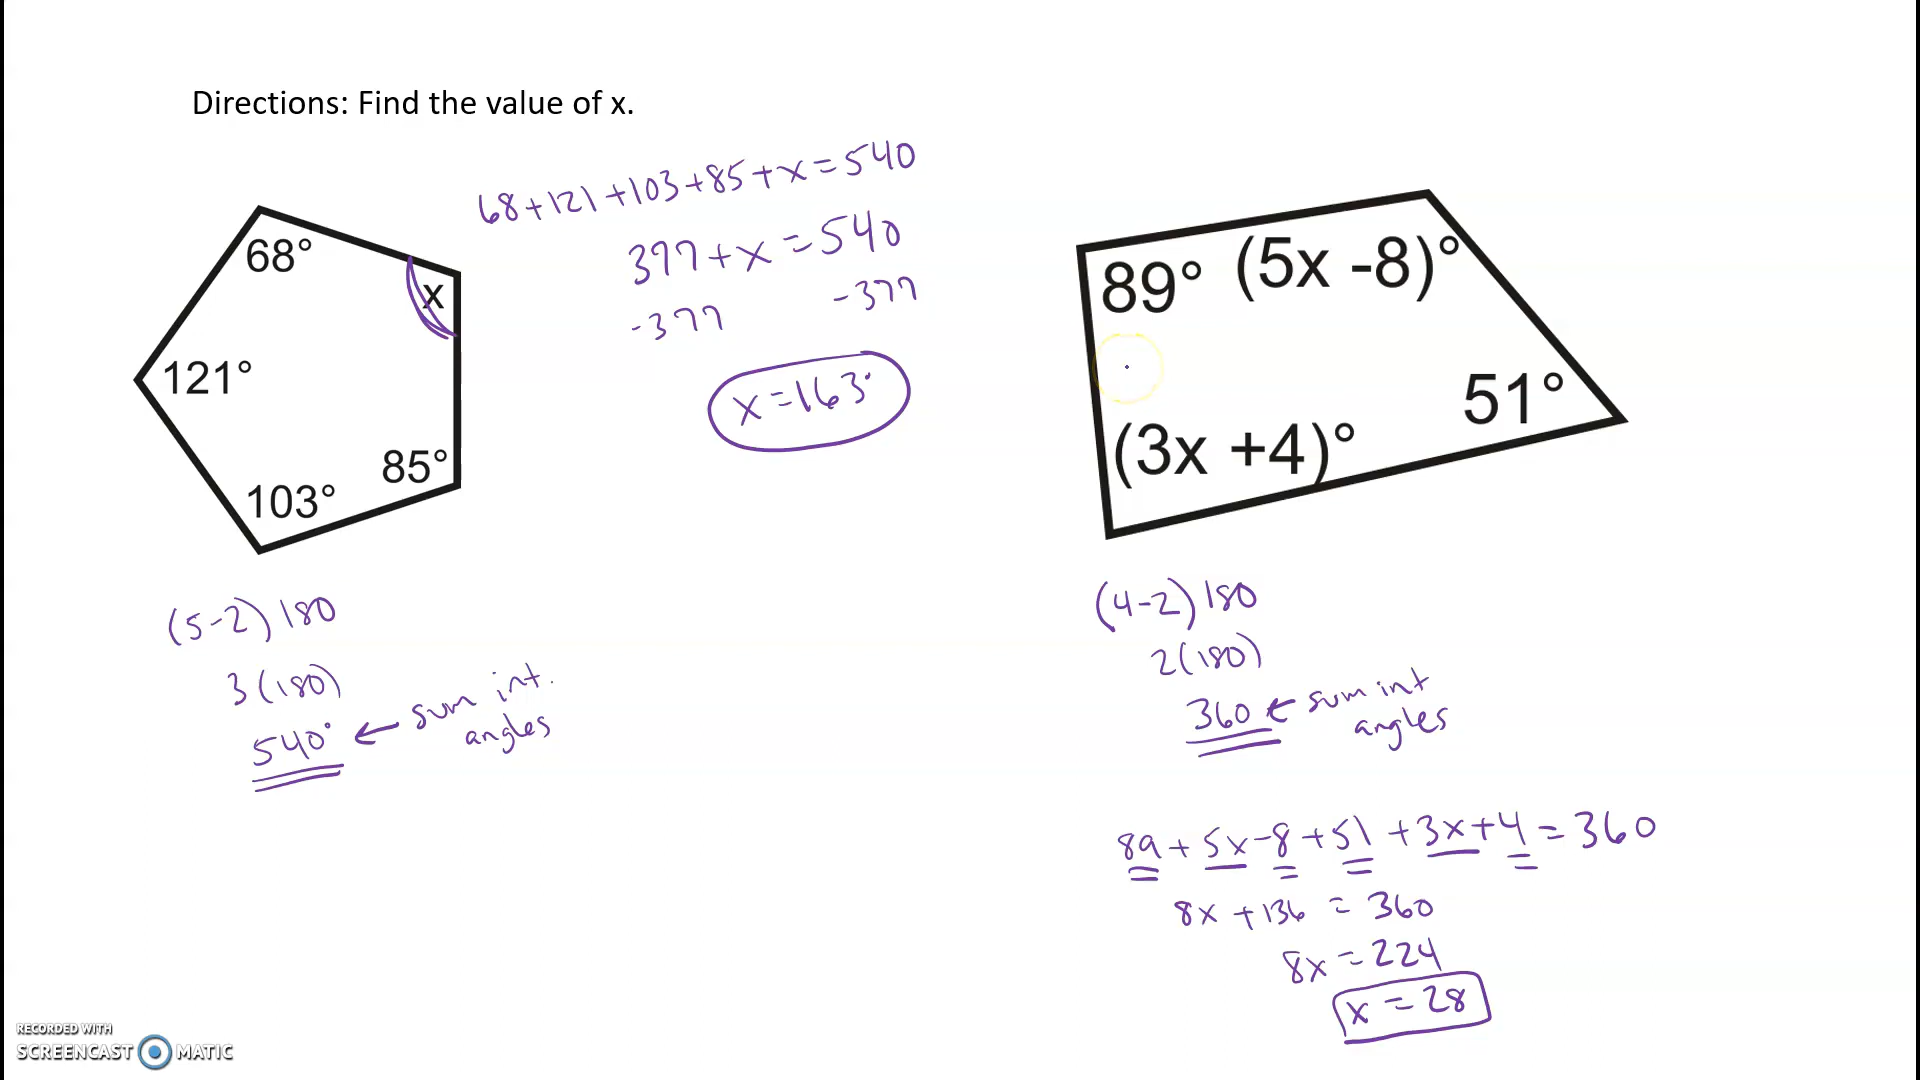 Directions: Find the value of x.
68+121+103+85+x=540
377+x=540
-377 -377
x=163°
68°
x
121°
85°
103°
(5-2)180
3(180)
540° ← sum int.
angles
89° (5x -8)°
51°
(3x +4)°
(4-2)180
2(180)
360 ← sum int
angles
89+5x-8+51+3x+4=360
8x+136=360
8x=224
x=28
RECORDED WITH
SCREENCAST MATIC